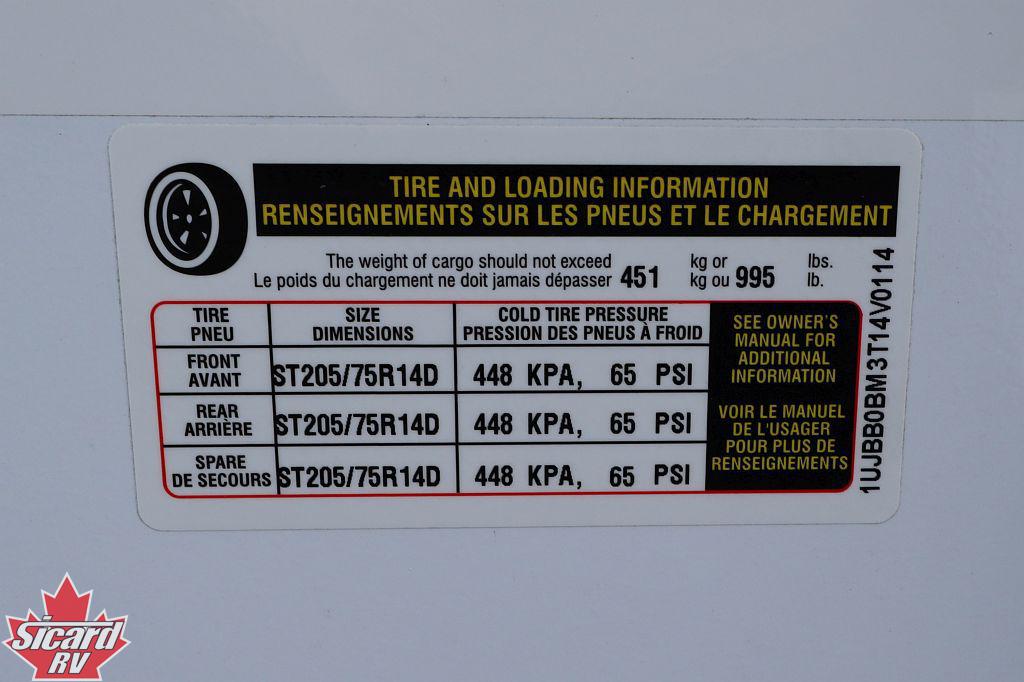 TIRE AND LOADING INFORMATION
RENSEIGNEMENTS SUR LES PNEUS ET LE CHARGEMENT
The weight of cargo should not exceed 451 kg or 995 lbs.
Le poids du chargement ne doit jamais dépasser kg ou lb.
TIRE SIZE COLD TIRE PRESSURE
PNEU DIMENSIONS PRESSION DES PNEUS À FROID
FRONT
AVANT ST205/75R14D 448 KPA, 65 PSI
REAR
ARRIÈRE ST205/75R14D 448 KPA, 65 PSI
SPARE
DE SECOURS ST205/75R14D 448 KPA, 65 PSI
SEE OWNER'S
MANUAL FOR
ADDITIONAL
INFORMATION
VOIR LE MANUEL
DE L'USAGER
POUR PLUS DE
RENSEIGNEMENTS
1UJBB0BM3T14V0114
Sicard
RV